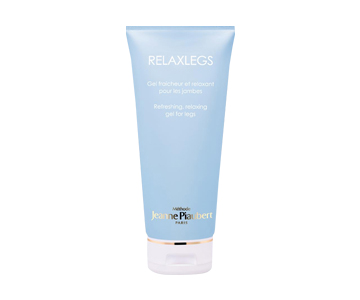 RELAXLEGS
Gel fraîcheur et relaxant
pour les jambes
Refreshing, relaxing
gel for legs
Méthode
Jeanne Piaubert
PARIS